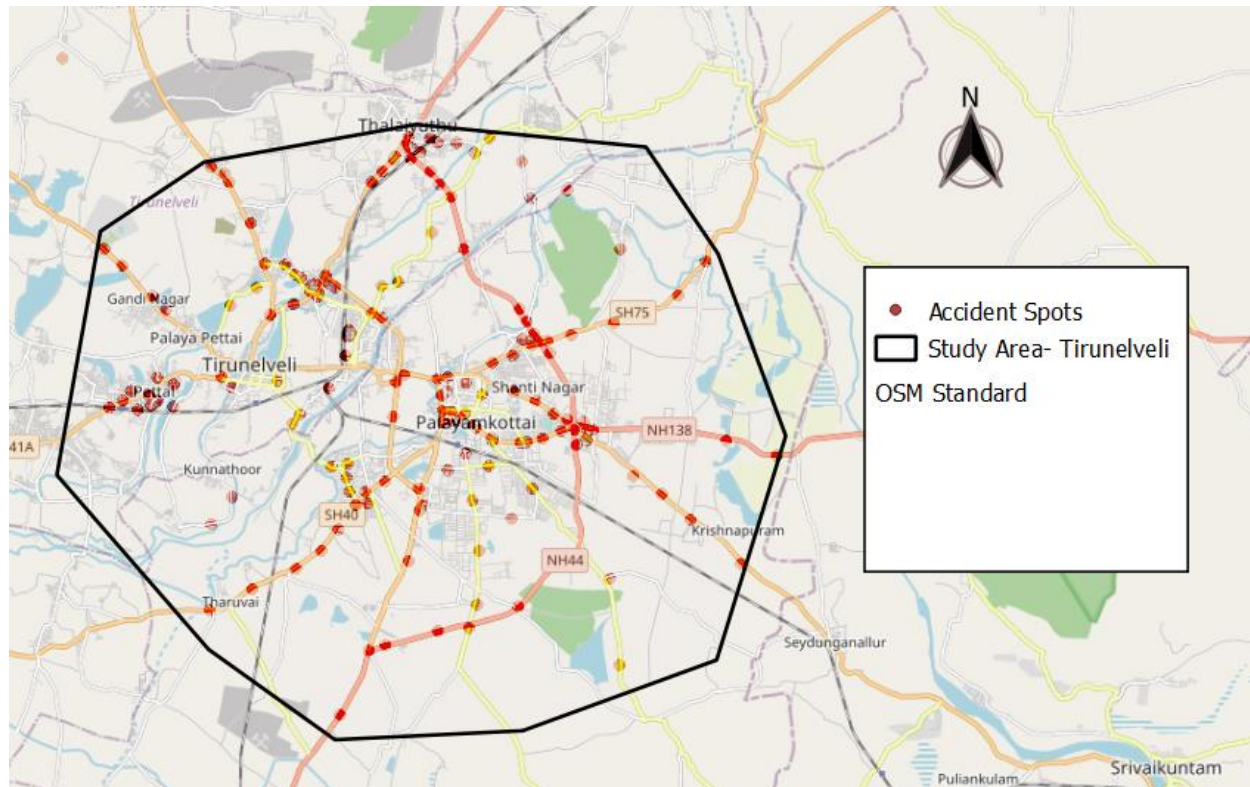 Thalaiyuthu
N
Tirunelveli
Gandi Nagar
Accident Spots
SH75
Palaya Pettai
Study Area- Tirunelveli
Tirunelveli
Shanti Nagar
OSM Standard
Pettai
Palayamkottai
NH138
41A
Kunnathoor
SH40
Krishnapuram
NH44
Tharuvai
Seydunganallur
Srivaikuntam
Puliankulam